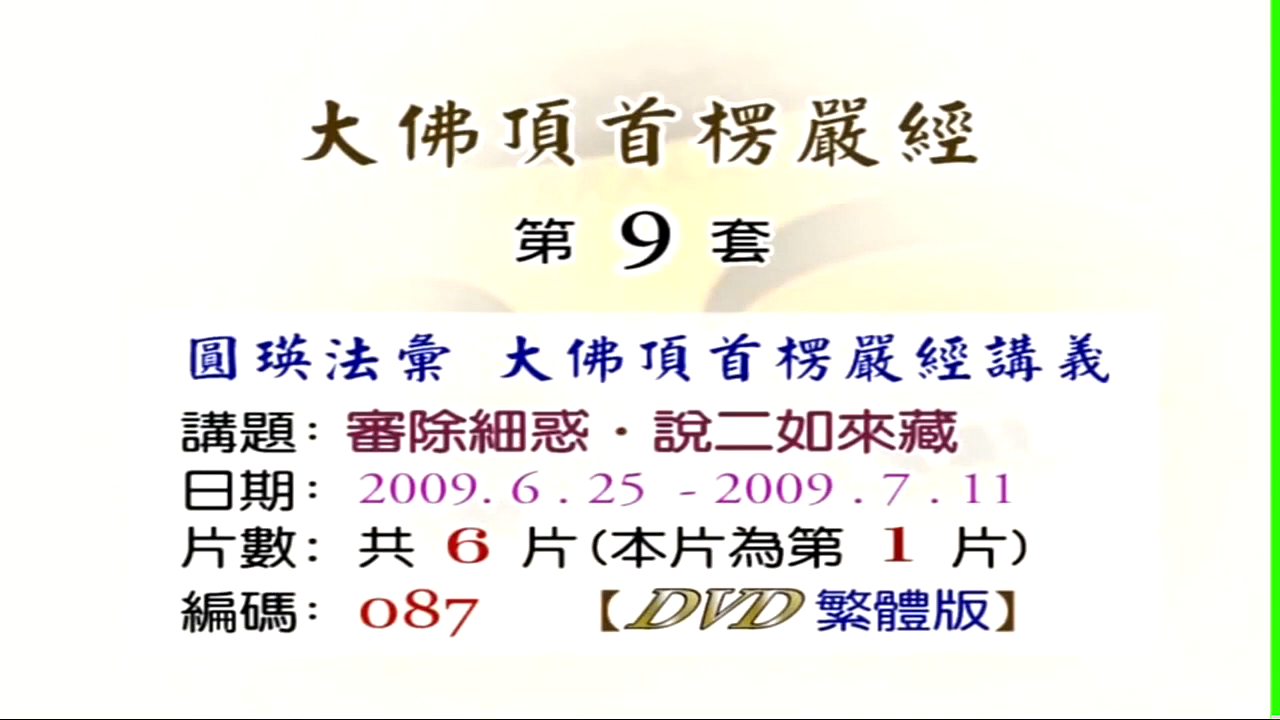 大佛頂首楞嚴經
第 9 套
圓瑛法彙 大佛頂首楞嚴經講義
講題：審除細惑・說二如來藏
日期：2009.6.25 - 2009.7.11
片數：共 6 片(本片為第 1 片)
編碼：087 【DVD繁體版】